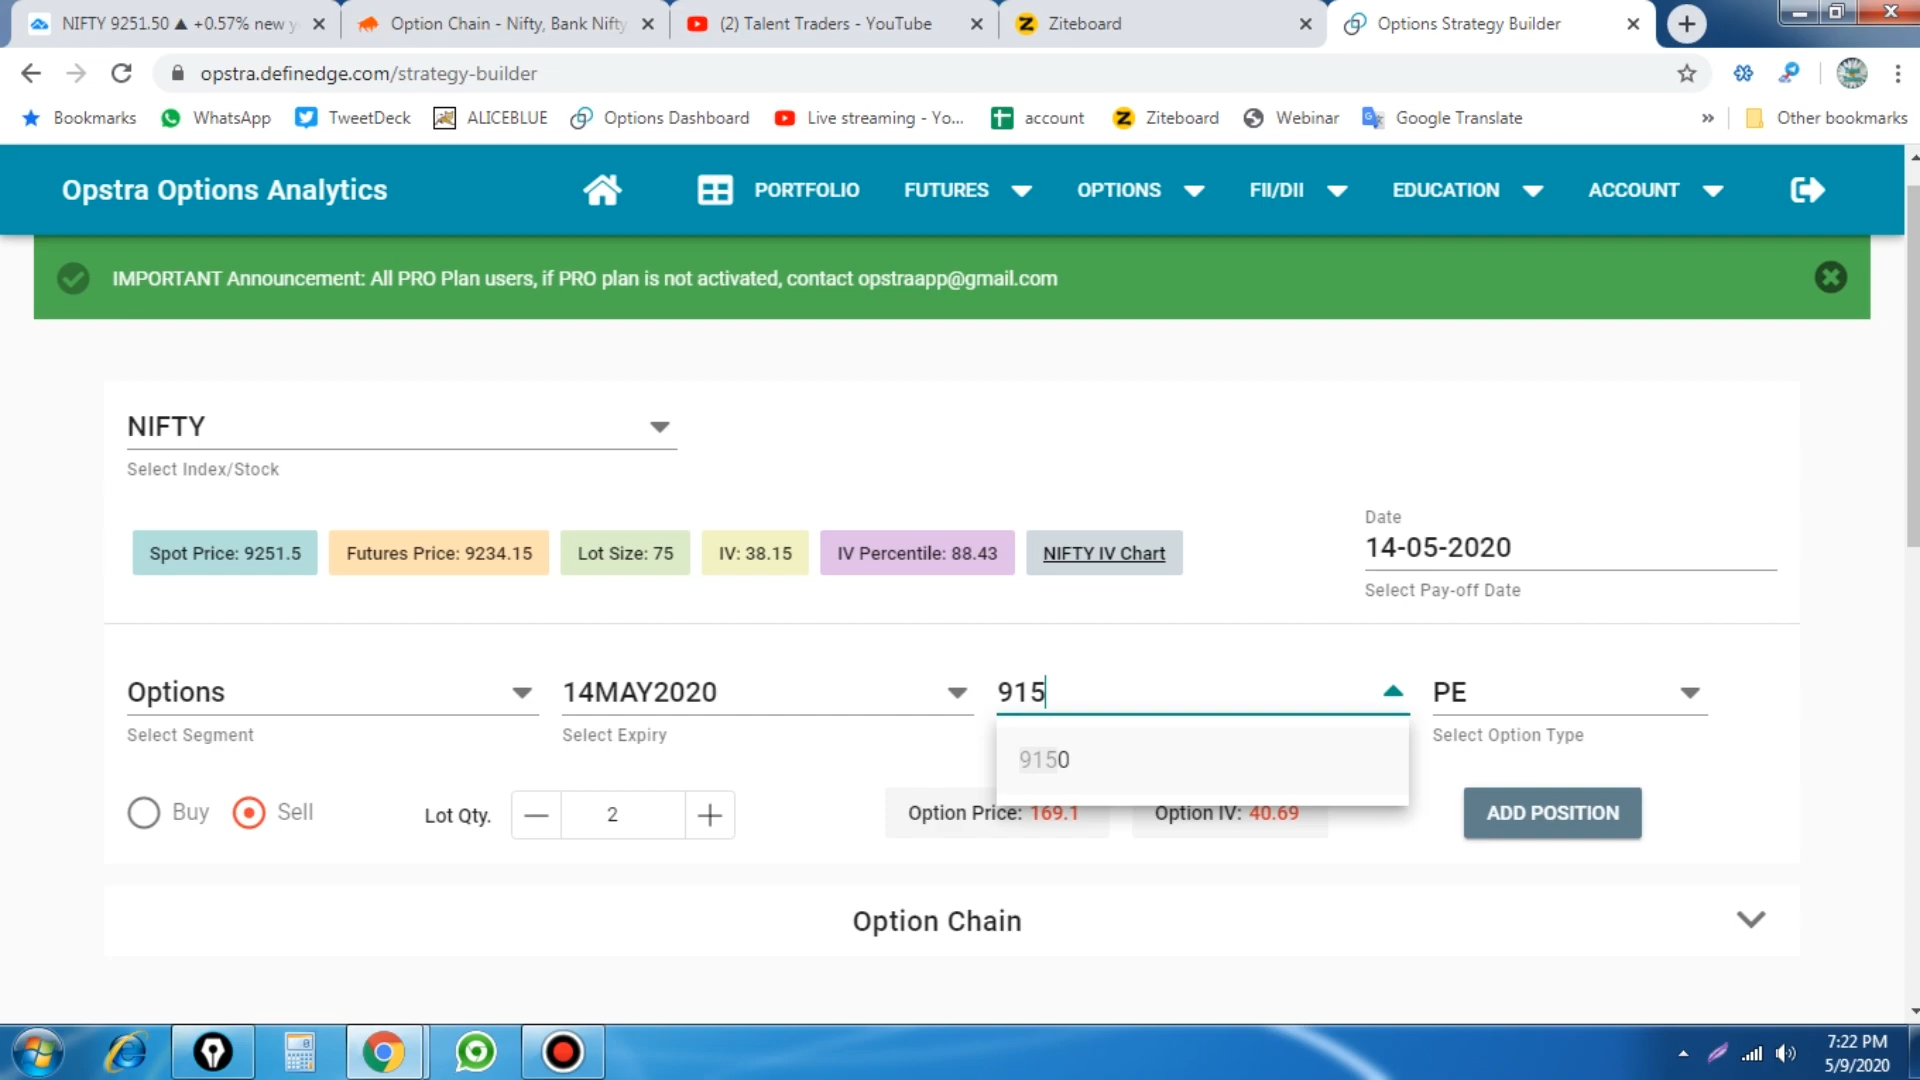 NIFTY 9251.50 ▲ +0.57% new y
Option Chain - Nifty, Bank Nifty
(2) Talent Traders - YouTube
Ziteboard
Options Strategy Builder
opstra.definedge.com/strategy-builder
Bookmarks
WhatsApp
TweetDeck
ALICEBLUE
Options Dashboard
Live streaming - Yo...
account
Ziteboard
Webinar
Google Translate
»
Other bookmarks
Opstra Options Analytics
PORTFOLIO
FUTURES
OPTIONS
FII/DII
EDUCATION
ACCOUNT
IMPORTANT Announcement: All PRO Plan users, if PRO plan is not activated, contact opstraapp@gmail.com
NIFTY
Select Index/Stock
Spot Price: 9251.5
Futures Price: 9234.15
Lot Size: 75
IV: 38.15
IV Percentile: 88.43
NIFTY IV Chart
Date
14-05-2020
Select Pay-off Date
Options
Select Segment
14MAY2020
Select Expiry
915
9150
PE
Select Option Type
Buy
Sell
Lot Qty.
2
Option Price: 169.1
Option IV: 40.69
ADD POSITION
Option Chain
7:22 PM
5/9/2020